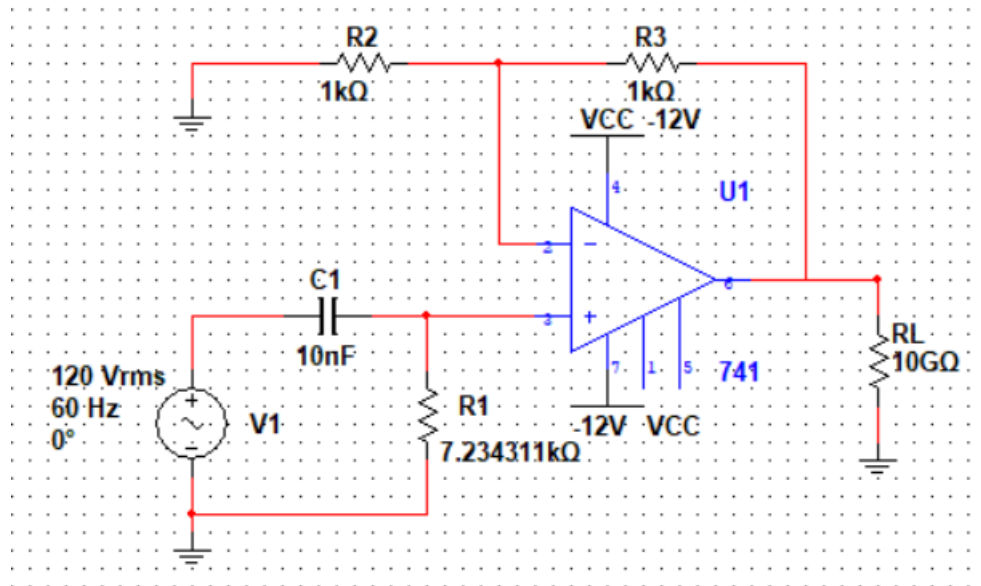 R2
1kΩ
R3
1kΩ
VCC -12V
4
U1
2
3
6
7
1
5
741
-12V VCC
C1
10nF
120 Vrms
60 Hz
0°
V1
R1
7.234311kΩ
RL
10GΩ